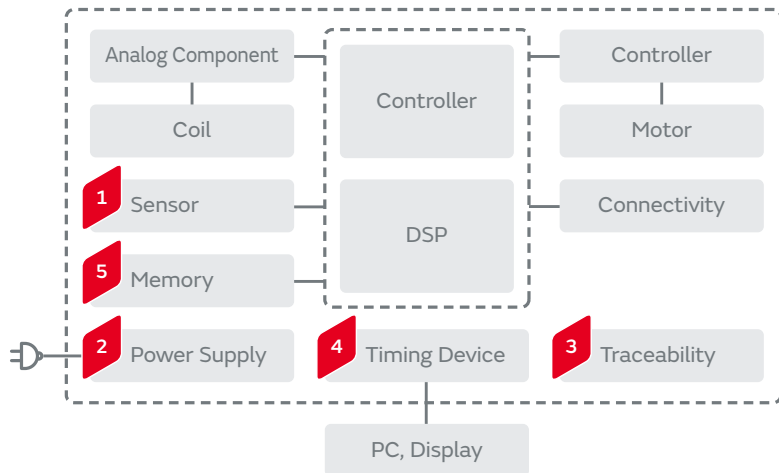 Analog Component
Controller
Controller
Coil
Motor
1 Sensor
DSP
Connectivity
5 Memory
2 Power Supply
4 Timing Device
3 Traceability
PC, Display